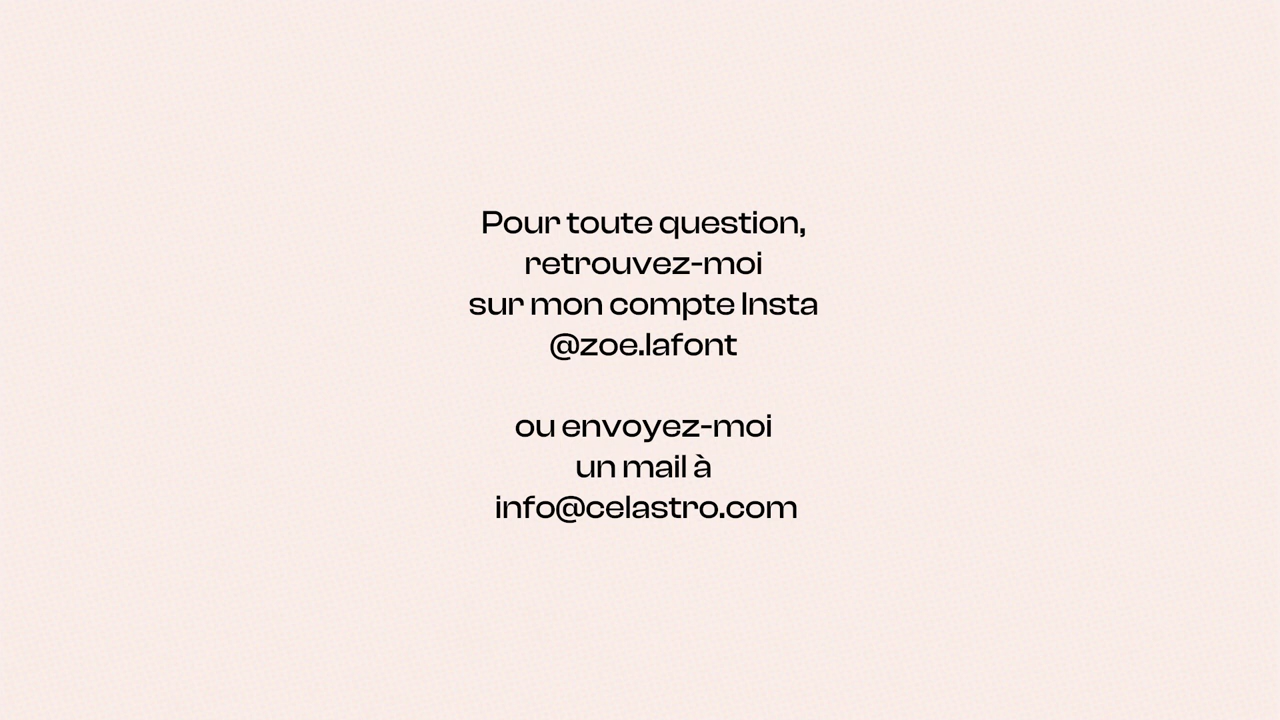 Pour toute question,
retrouvez-moi
sur mon compte Insta
@zoe.lafont
ou envoyez-moi
un mail à
info@celastro.com